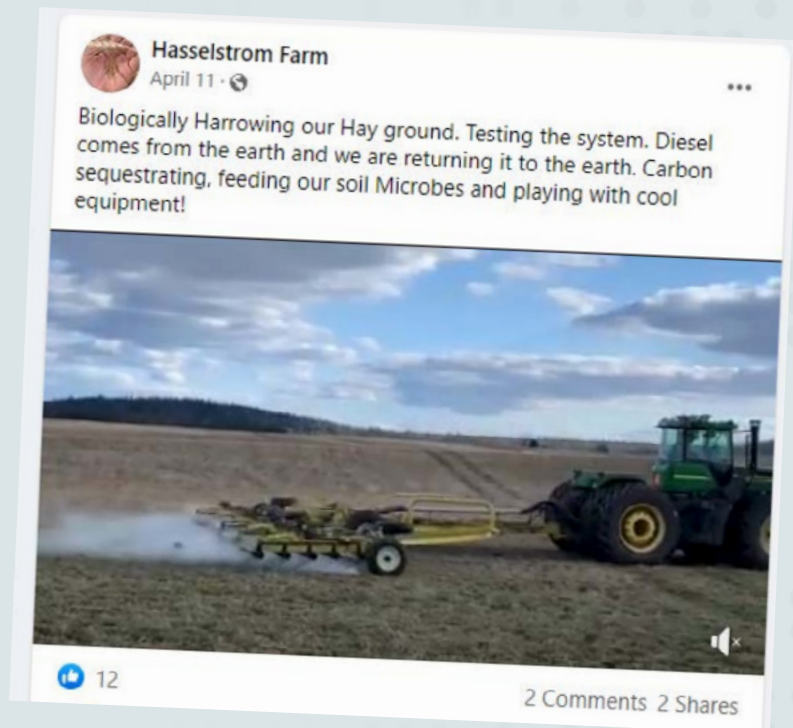 Hasselstrom Farm
April 11 ·
Biologically Harrowing our Hay ground. Testing the system. Diesel
comes from the earth and we are returning it to the earth. Carbon
sequestrating, feeding our soil Microbes and playing with cool
equipment!
12
2 Comments 2 Shares